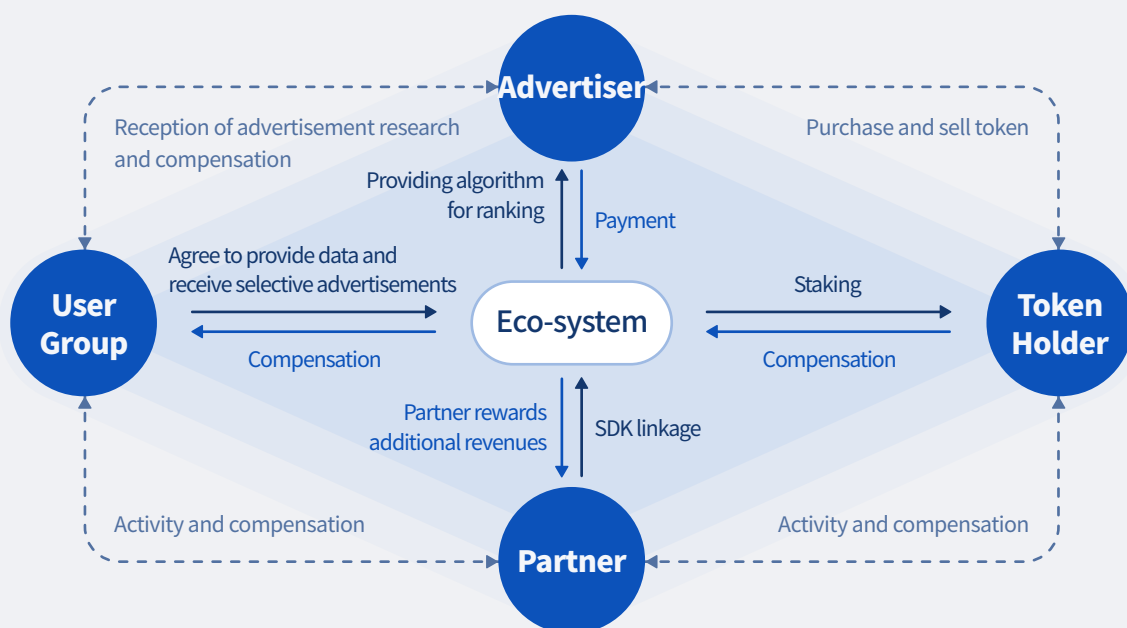 Advertiser
Reception of advertisement research
and compensation
Purchase and sell token
Providing algorithm
for ranking
Payment
Agree to provide data and
receive selective advertisements
Staking
User
Group
Eco-system
Token
Holder
Compensation
Compensation
Partner rewards
additional revenues
SDK linkage
Activity and compensation
Activity and compensation
Partner